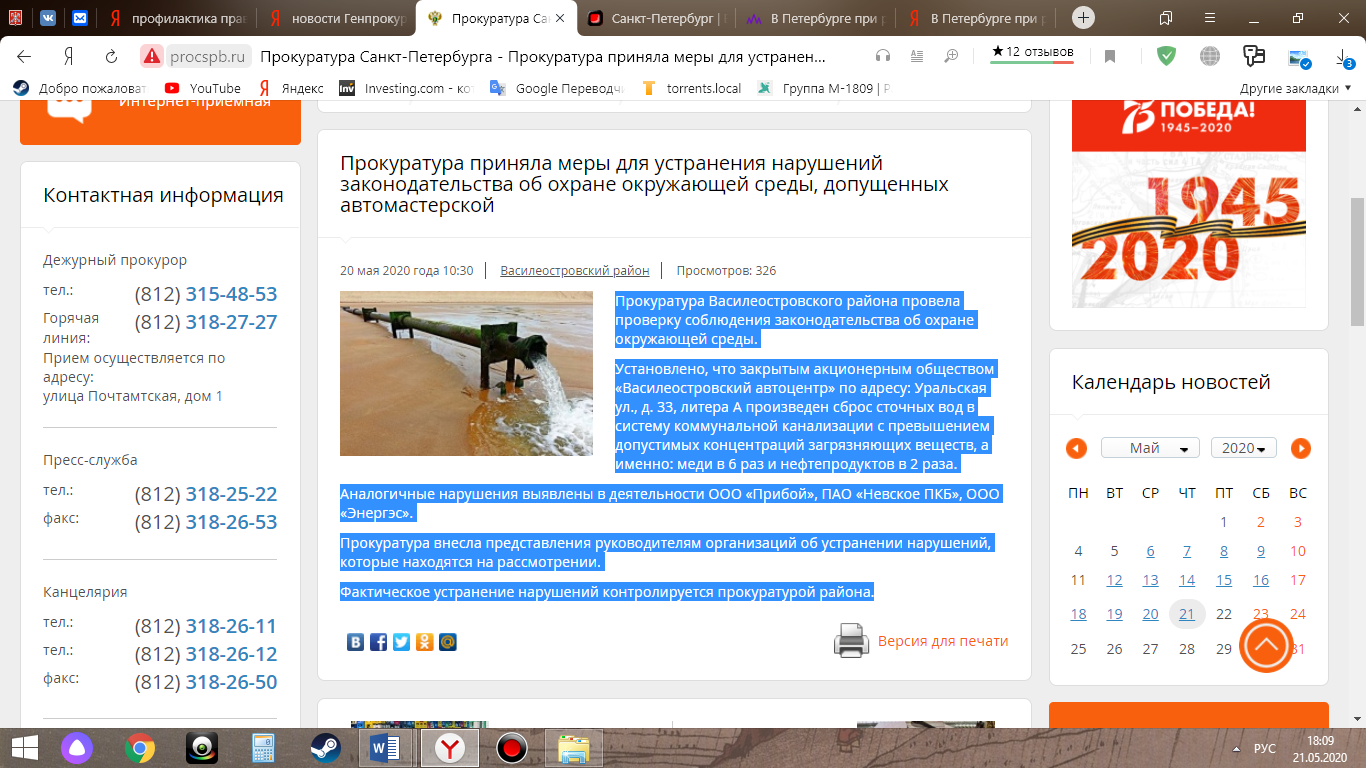 профилактика прав
новости Генпрокур
Прокуратура Са
Санкт-Петербург |
В Петербурге при р
В Петербурге при р
procspb.ru
Прокуратура Санкт-Петербурга - Прокуратура приняла меры для устранен...
★12 отзывов
3
Добро пожаловат
YouTube
Яндекс
Investing.com - кот
Google Переводчи
torrents.local
Группа М-1809 |
Другие закладки
Интернет-приемная
ПОБЕДА!
1945–2020
1945
2020
Контактная информация
Дежурный прокурор
тел.: (812) 315-48-53
Горячая линия: (812) 318-27-27
Прием осуществляется по
адресу:
улица Почтамтская, дом 1
Пресс-служба
тел.: (812) 318-25-22
факс: (812) 318-26-53
Канцелярия
тел.: (812) 318-26-11
тел.: (812) 318-26-12
факс: (812) 318-26-50
Прокуратура приняла меры для устранения нарушений
законодательства об охране окружающей среды, допущенных
автомастерской
20 мая 2020 года 10:30 | Василеостровский район | Просмотров: 326
Прокуратура Василеостровского района провела
проверку соблюдения законодательства об охране
окружающей среды.
Установлено, что закрытым акционерным обществом
«Василеостровский автоцентр» по адресу: Уральская
ул., д. 33, литера А произведен сброс сточных вод в
систему коммунальной канализации с превышением
допустимых концентраций загрязняющих веществ, а
именно: меди в 6 раз и нефтепродуктов в 2 раза.
Аналогичные нарушения выявлены в деятельности ООО «Прибой», ПАО «Невское ПКБ», ООО
«Энергэс».
Прокуратура внесла представления руководителям организаций об устранении нарушений,
которые находятся на рассмотрении.
Фактическое устранение нарушений контролируется прокуратурой района.
Версия для печати
Календарь новостей
Май 2020
ПН ВТ СР ЧТ ПТ СБ ВС
1 2 3
4 5 6 7 8 9 10
11 12 13 14 15 16 17
18 19 20 21 22 23 24
25 26 27 28 29 31
РУС
18:09
21.05.2020